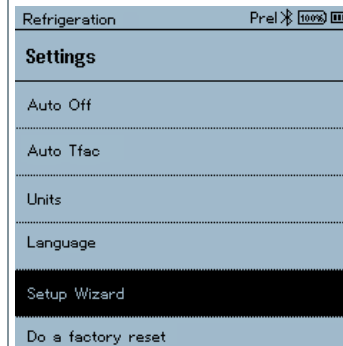 Refrigeration Prel 100%
Settings
Auto Off
Auto Tfac
Units
Language
Setup Wizard
Do a factory reset